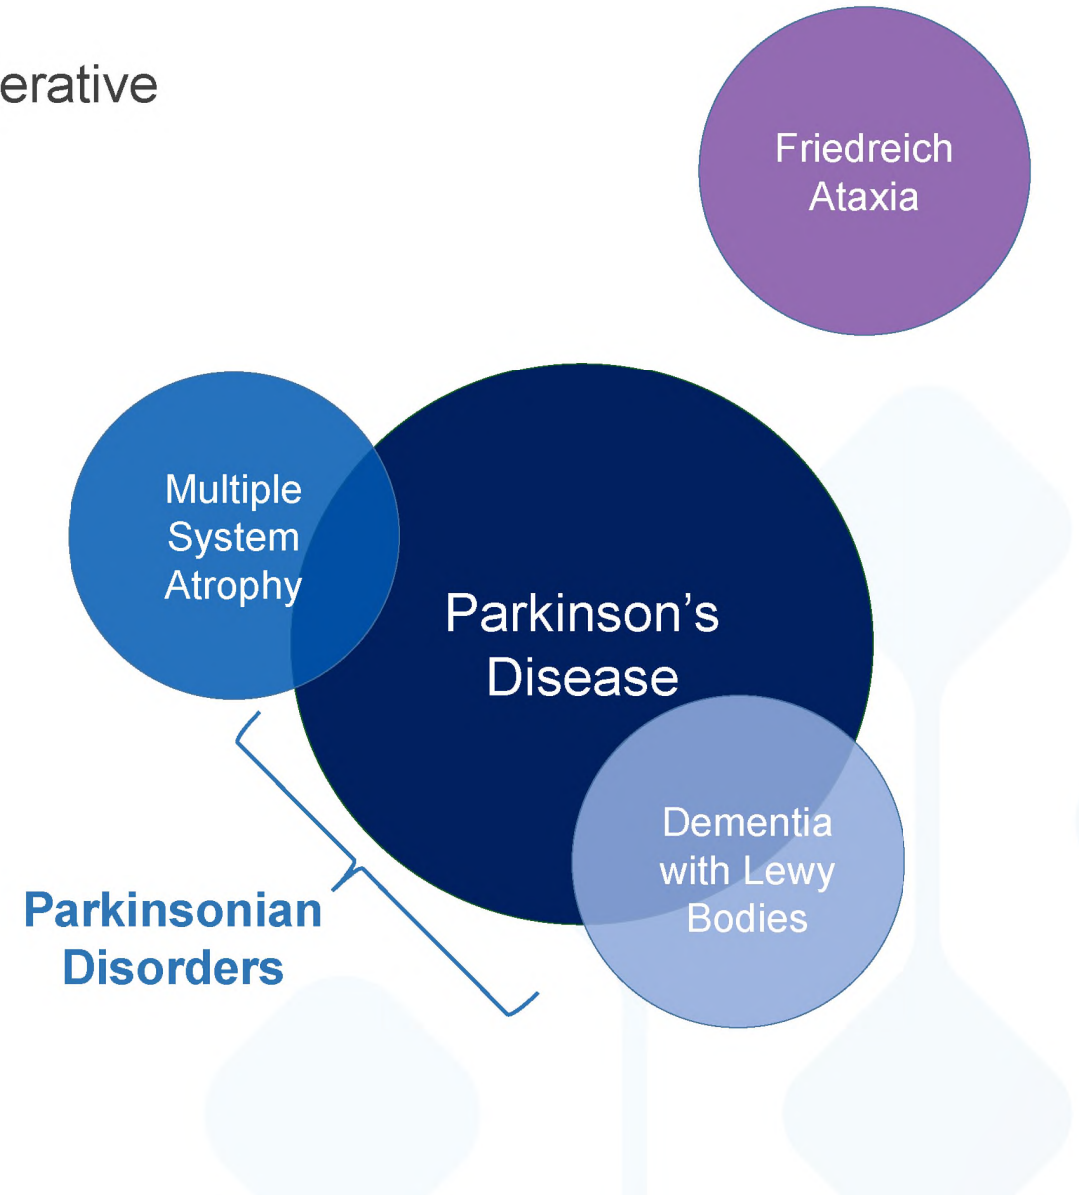 erative
Friedreich
Ataxia
Multiple
System
Atrophy
Parkinson’s
Disease
Dementia
with Lewy
Bodies
Parkinsonian
Disorders